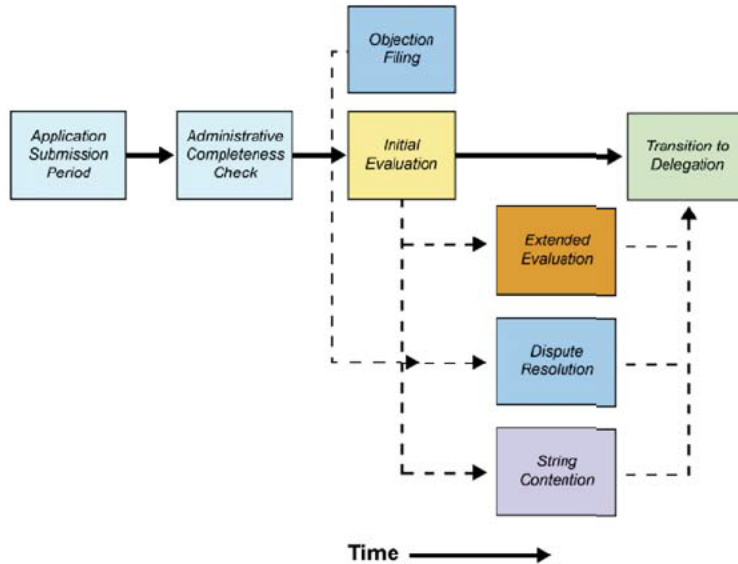 Objection
Filing
Application
Submission
Period
Administrative
Completeness
Check
Initial
Evaluation
Transition to
Delegation
Extended
Evaluation
Dispute
Resolution
String
Contention
Time